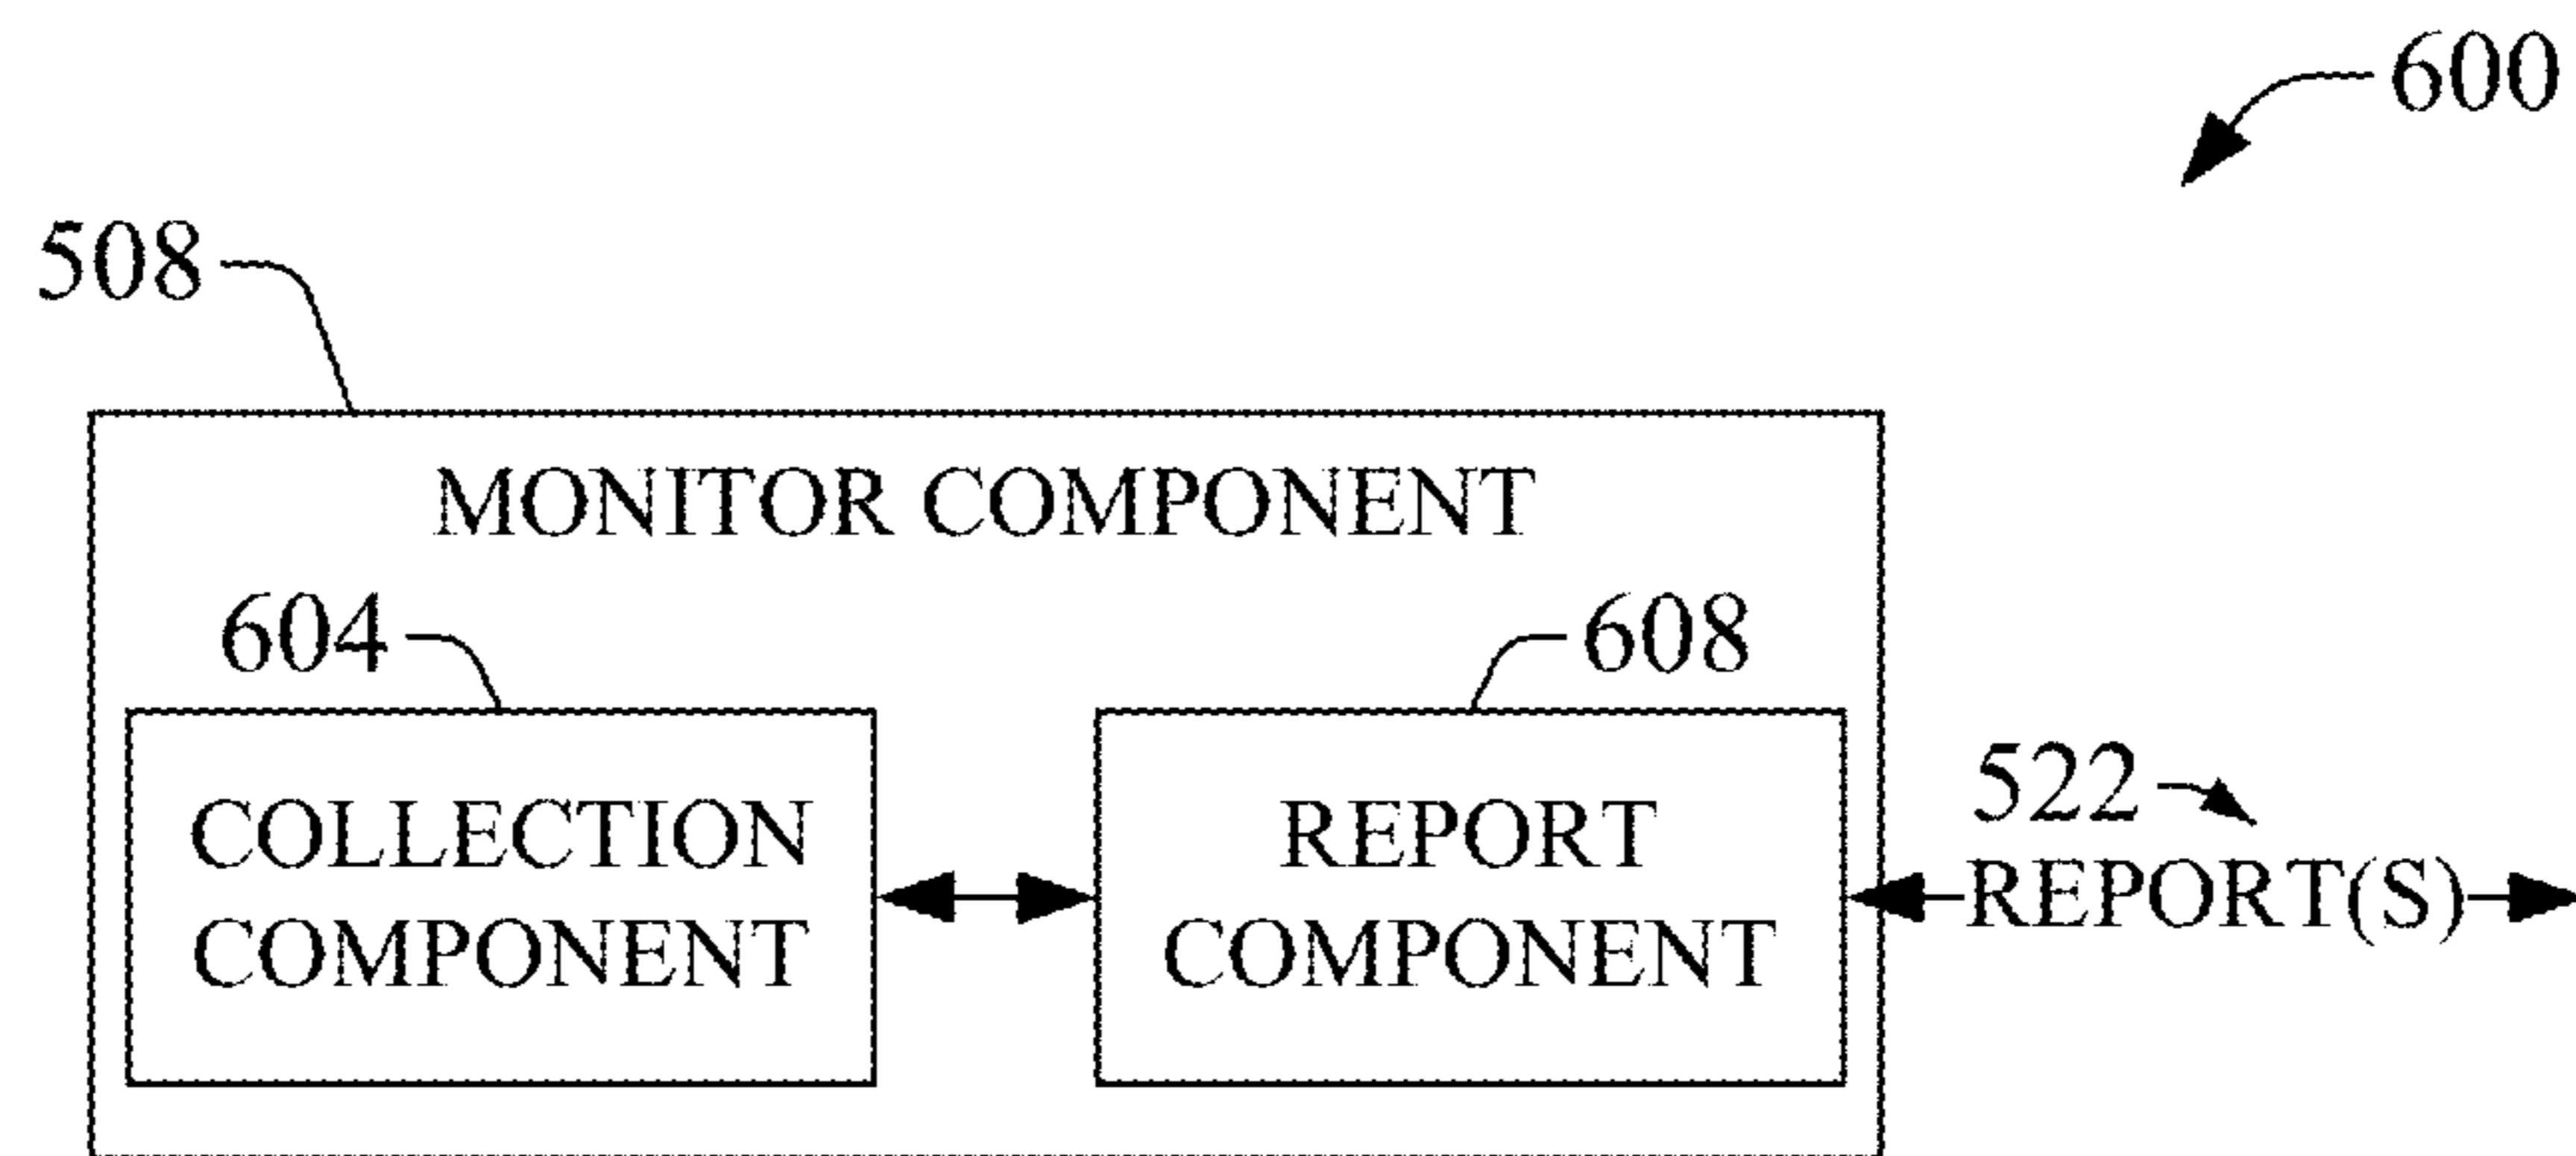 600
508
MONITOR COMPONENT
604
608
COLLECTION
COMPONENT
REPORT
COMPONENT
522
REPORT(S)